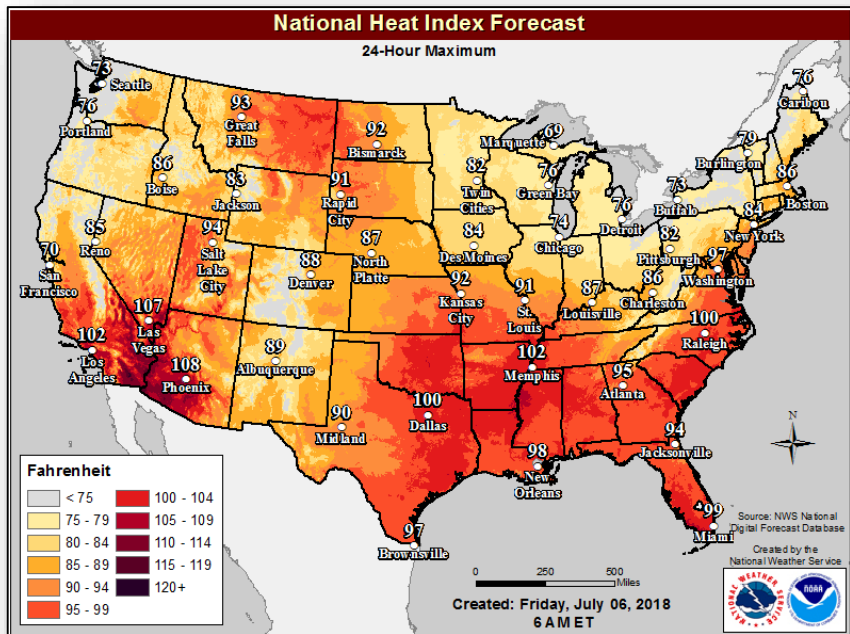 National Heat Index Forecast
24-Hour Maximum
73
Seattle
76
Portland
93
Great
Falls
92
Bismarck
69
Marquette
76
Caribou
79
Burlington
86
Boise
83
Jackson
91
Rapid
City
82
Twin
Cities
76
Green Bay
76
Detroit
73
Buffalo
86
Boston
84
New York
85
Reno
94
Salt
Lake
City
87
North
Platte
84
Des Moines
74
Chicago
82
Pittsburgh
97
Washington
70
San
Francisco
88
Denver
92
Kansas
City
91
St.
Louis
87
Louisville
86
Charleston
107
Las
Vegas
100
Raleigh
102
Los
Angeles
108
Phoenix
89
Albuquerque
102
Memphis
95
Atlanta
90
Midland
100
Dallas
98
New
Orleans
94
Jacksonville
97
Brownsville
99
Miami
N
Fahrenheit
< 75
75 - 79
80 - 84
85 - 89
90 - 94
95 - 99
100 - 104
105 - 109
110 - 114
115 - 119
120+
0 250 500
Miles
Created: Friday, July 06, 2018
6 AM ET
Source: NWS National
Digital Forecast Database
Created by the
National Weather Service
NATIONAL WEATHER SERVICE
NOAA